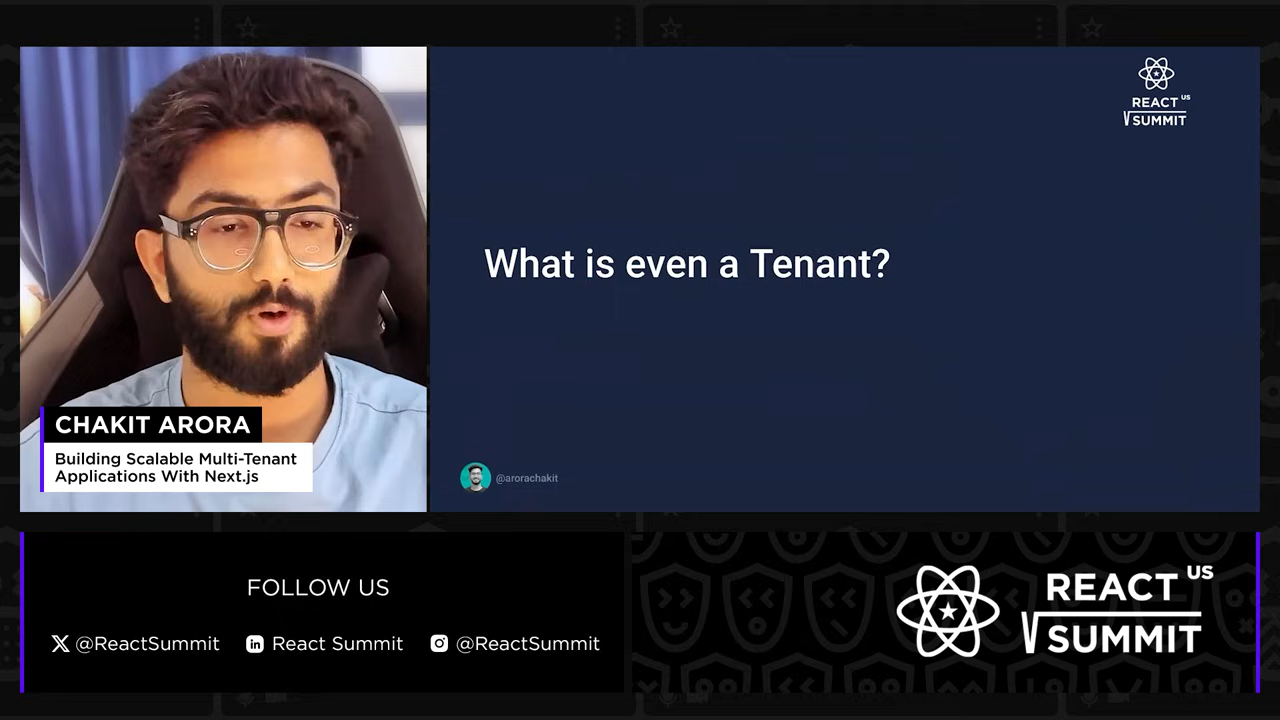 REACT US
SUMMIT
What is even a Tenant?
@arorachakit
CHAKIT ARORA
Building Scalable Multi-Tenant
Applications With Next.js
FOLLOW US
@ReactSummit
React Summit
@ReactSummit
REACT US
SUMMIT